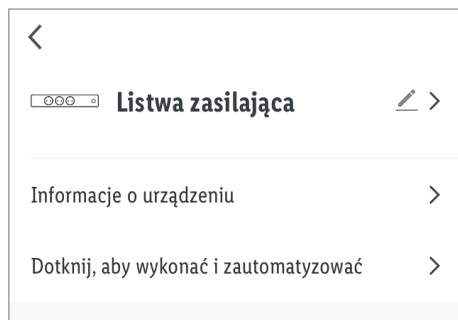 Listwa zasilająca
Informacje o urządzeniu
Dotknij, aby wykonać i zautomatyzować